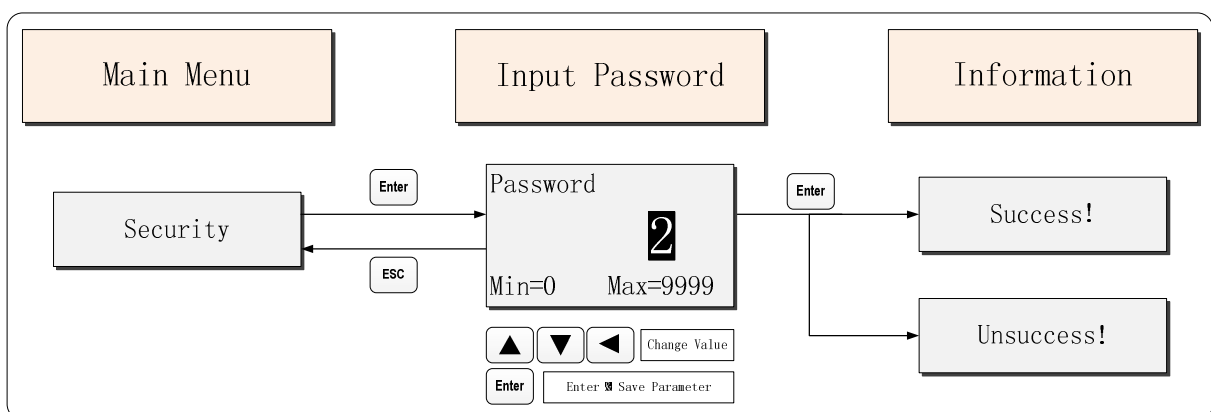 Main Menu
Input Password
Information
Security
Enter
ESC
Password
2
Min=0 Max=9999
Enter
Success!
Unsuccess!
Change Value
Enter
Enter Save Parameter